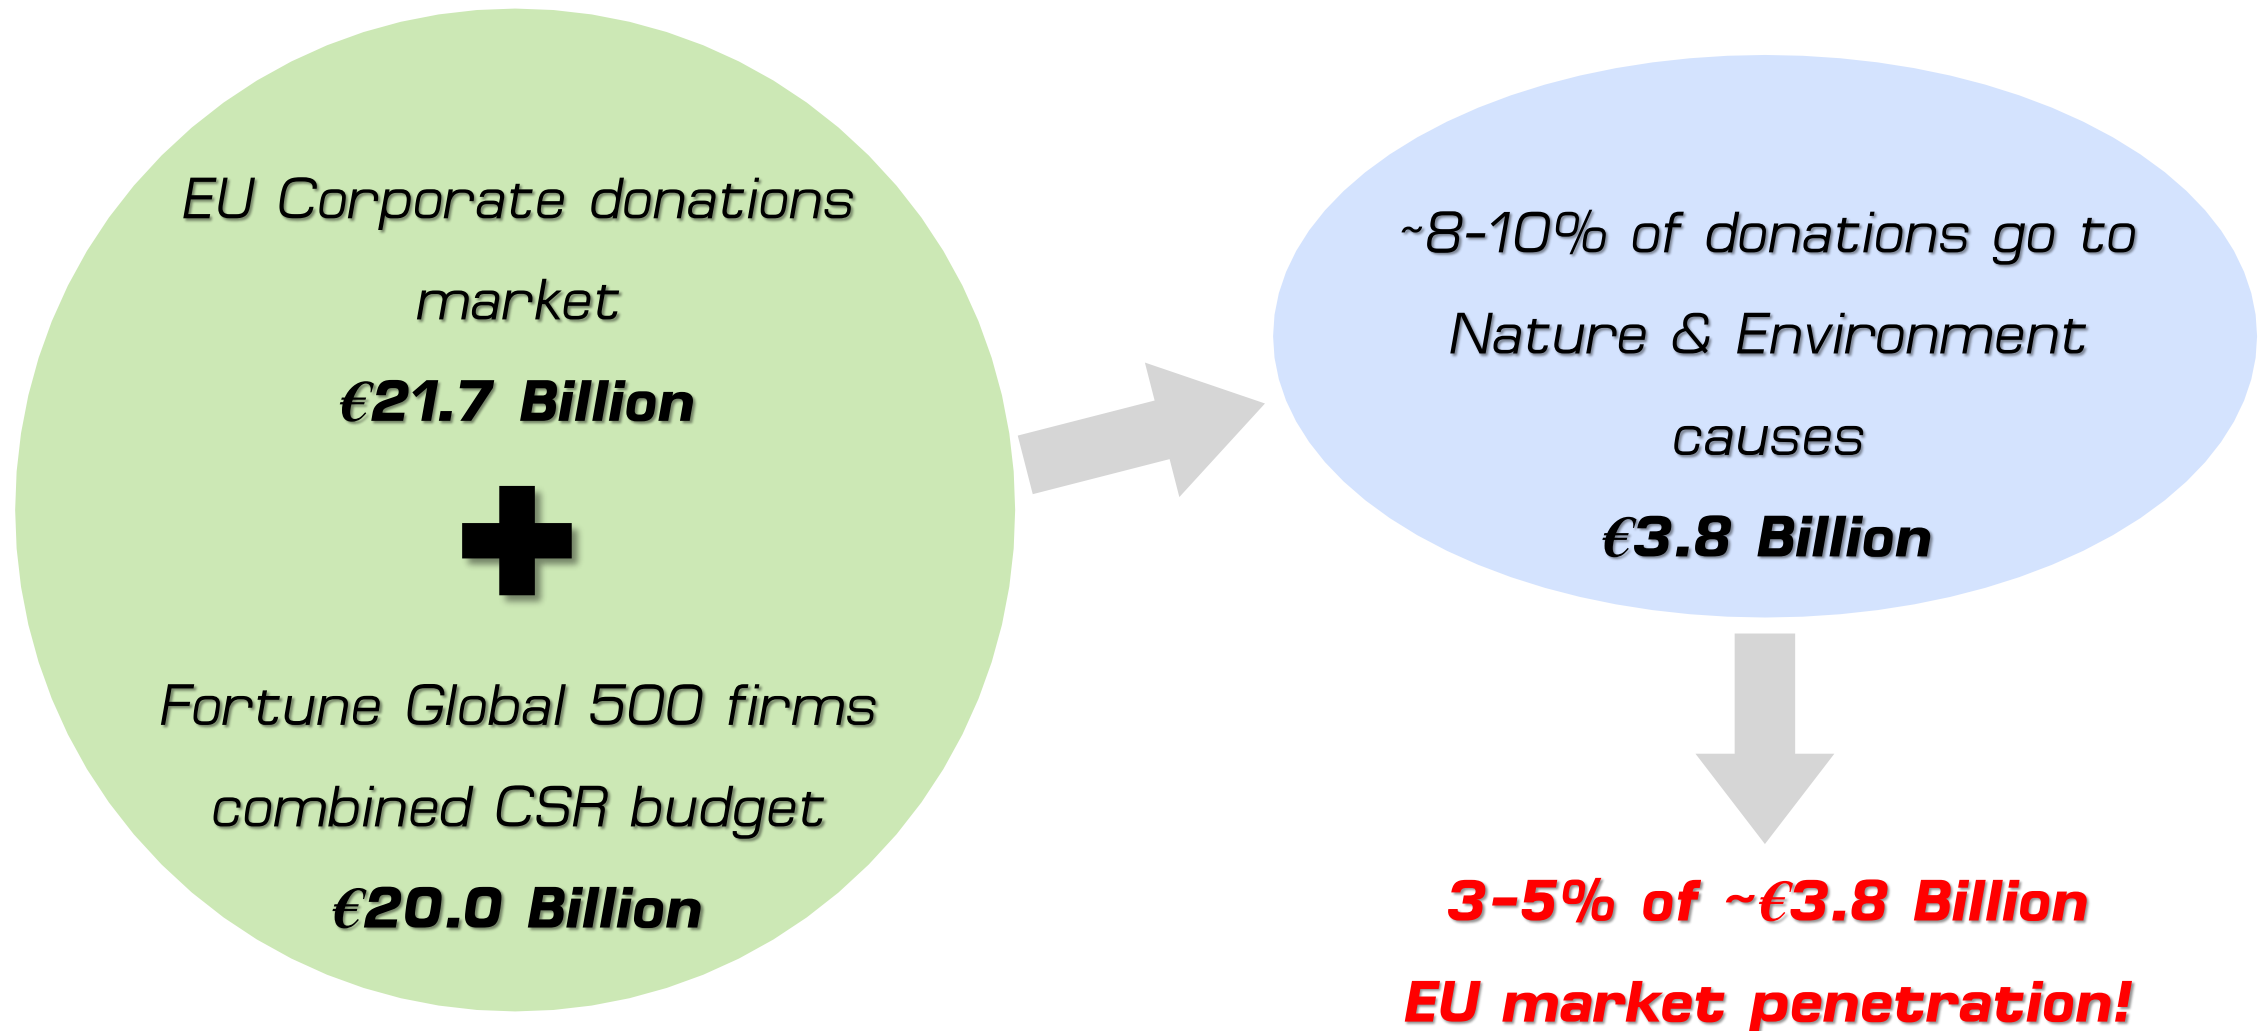 EU Corporate donations
market
€21.7 Billion
Fortune Global 500 firms
combined CSR budget
€20.0 Billion
~8-10% of donations go to
Nature & Environment
causes
€3.8 Billion
3-5% of ~€3.8 Billion
EU market penetration!